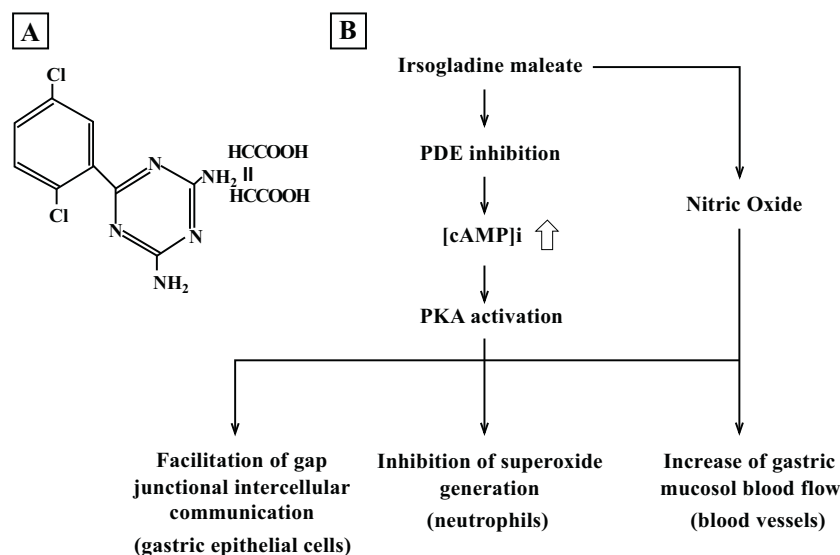 A
Cl
N
HCCOOH
NH2
HCCOOH
Cl
N
N
NH2
B
Irsogladine maleate
PDE inhibition
[cAMP]i
Nitric Oxide
PKA activation
Facilitation of gap
junctional intercellular
communication
(gastric epithelial cells)
Inhibition of superoxide
generation
(neutrophils)
Increase of gastric
mucosol blood flow
(blood vessels)